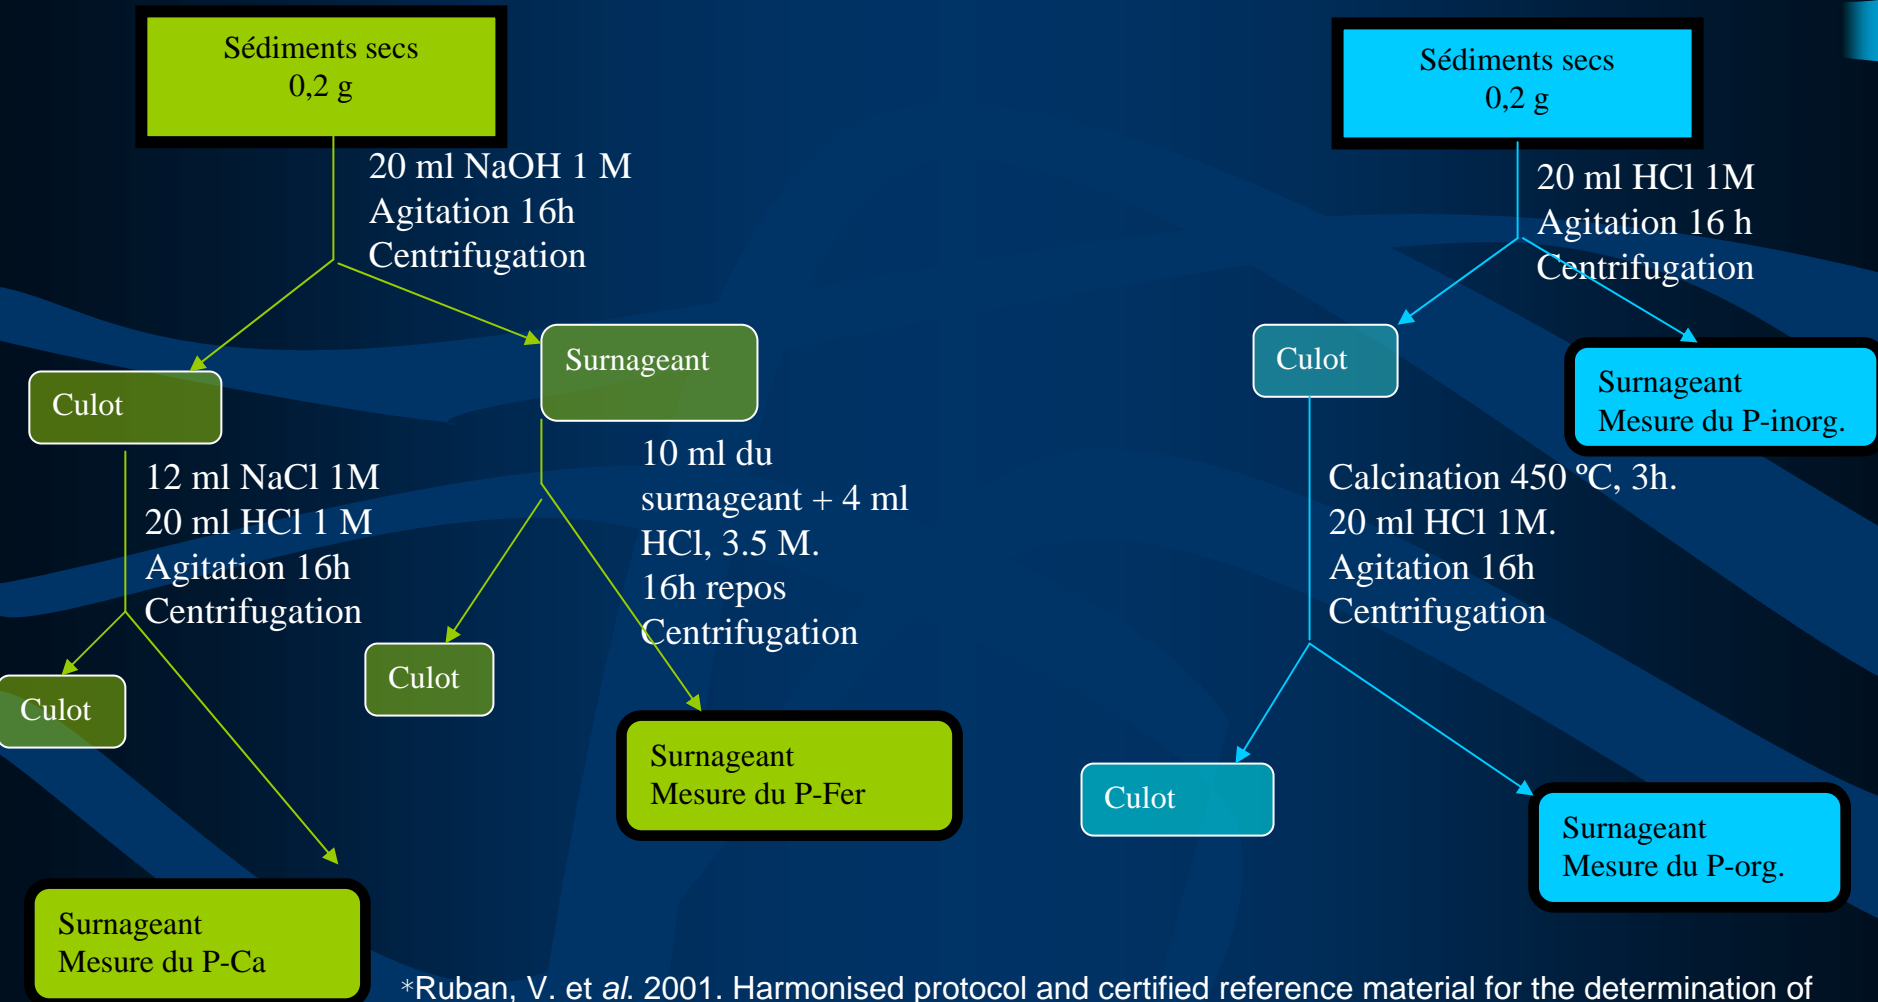 Sédiments secs
0,2 g
20 ml NaOH 1 M
Agitation 16h
Centrifugation
Culot
Surnageant
12 ml NaCl 1M
20 ml HCl 1 M
Agitation 16h
Centrifugation
10 ml du
surnageant + 4 ml
HCl, 3.5 M.
16h repos
Centrifugation
Culot
Culot
Surnageant
Mesure du P-Fer
Surnageant
Mesure du P-Ca
Sédiments secs
0,2 g
20 ml HCl 1M
Agitation 16 h
Centrifugation
Culot
Surnageant
Mesure du P-inorg.
Calcination 450 ºC, 3h.
20 ml HCl 1M.
Agitation 16h
Centrifugation
Culot
Surnageant
Mesure du P-org.
*Ruban, V. et al. 2001. Harmonised protocol and certified reference material for the determination of